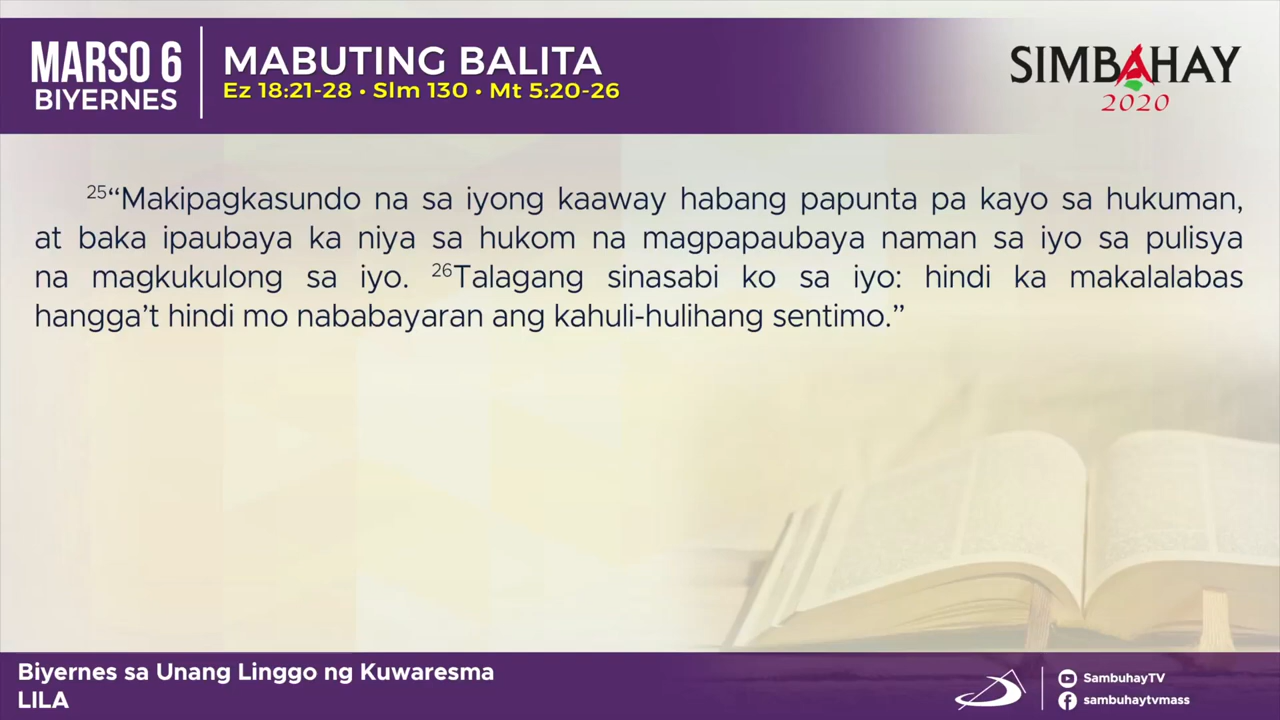 MARSO 6
BIYERNES
MABUTING BALITA
Ez 18:21-28 • Slm 130 • Mt 5:20-26
SIMBAHAY
2020
25“Makipagkasundo na sa iyong kaaway habang papunta pa kayo sa hukuman,
at baka ipaubaya ka niya sa hukom na magpapaubaya naman sa iyo sa pulisya
na magkukulong sa iyo. 26Talagang sinasabi ko sa iyo: hindi ka makalalabas
hangga’t hindi mo nababayaran ang kahuli-hulihang sentimo.”
Biyernes sa Unang Linggo ng Kuwaresma
LILA
SambuhayTV
sambuhaytvmass